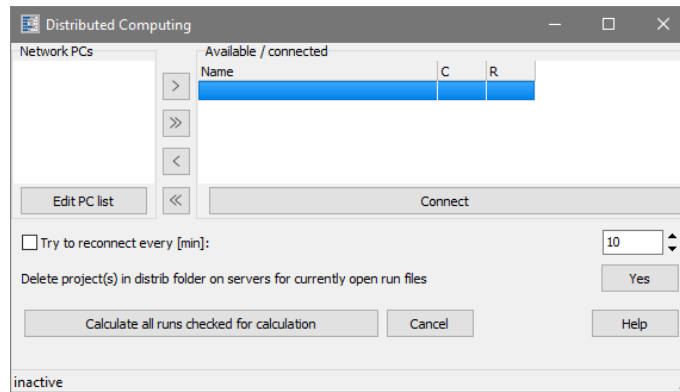 Distributed Computing
Network PCs
Available / connected
Name C R
>
>>
<
<<
Edit PC list
Connect
Try to reconnect every [min]:
10
Delete project(s) in distrib folder on servers for currently open run files
Yes
Calculate all runs checked for calculation
Cancel
Help
inactive